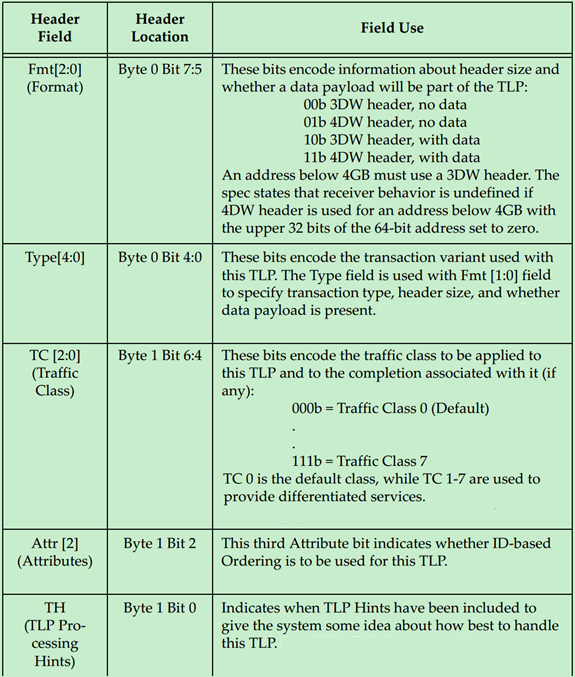 Header
Field
Header
Location
Field Use
Fmt[2:0]
(Format)
Byte 0 Bit 7:5
These bits encode information about header size and
whether a data payload will be part of the TLP:
00b 3DW header, no data
01b 4DW header, no data
10b 3DW header, with data
11b 4DW header, with data
An address below 4GB must use a 3DW header. The
spec states that receiver behavior is undefined if
4DW header is used for an address below 4GB with
the upper 32 bits of the 64-bit address set to zero.
Type[4:0]
Byte 0 Bit 4:0
These bits encode the transaction variant used with
this TLP. The Type field is used with Fmt [1:0] field
to specify transaction type, header size, and whether
data payload is present.
TC [2:0]
(Traffic
Class)
Byte 1 Bit 6:4
These bits encode the traffic class to be applied to
this TLP and to the completion associated with it (if
any):
000b = Traffic Class 0 (Default)
.
.
111b = Traffic Class 7
TC 0 is the default class, while TC 1-7 are used to
provide differentiated services.
Attr [2]
(Attributes)
Byte 1 Bit 2
This third Attribute bit indicates whether ID-based
Ordering is to be used for this TLP.
TH
(TLP Pro-
cessing
Hints)
Byte 1 Bit 0
Indicates when TLP Hints have been included to
give the system some idea about how best to handle
this TLP.